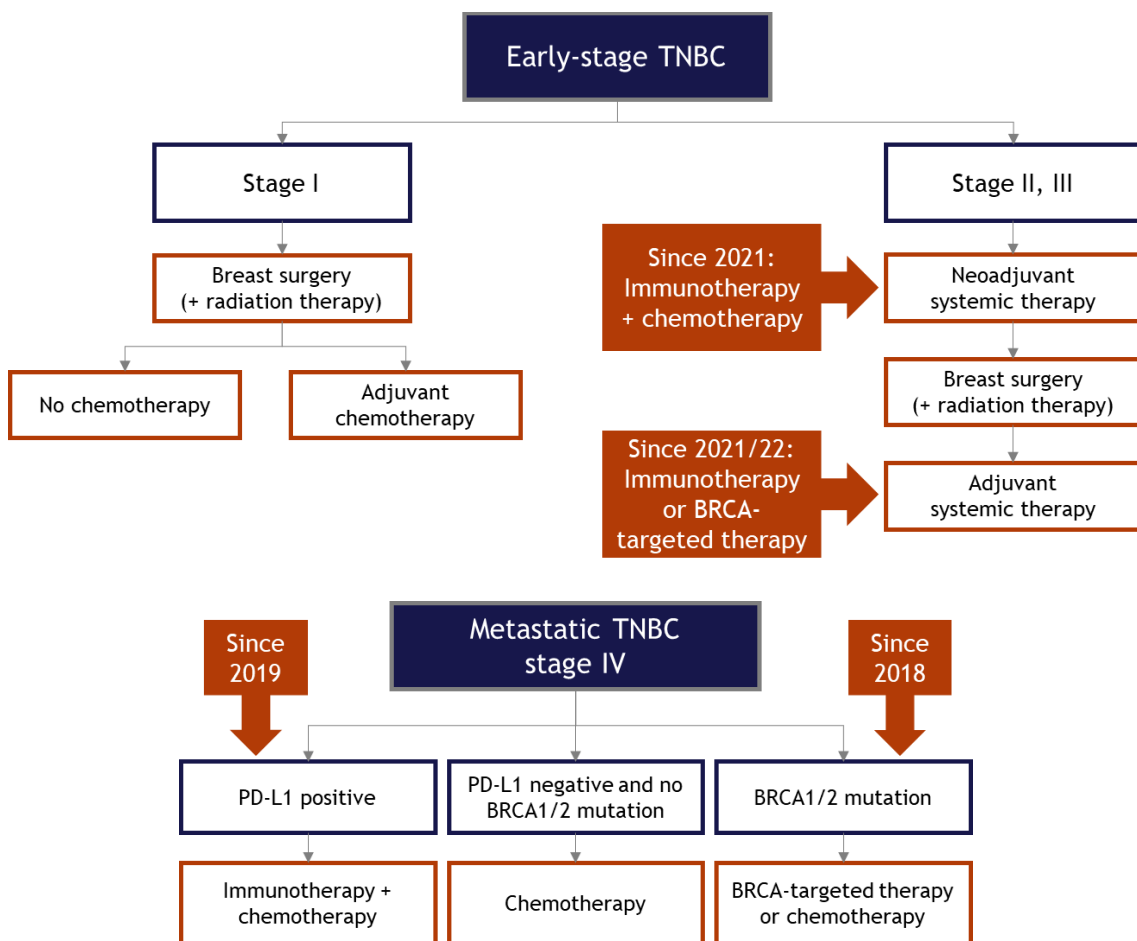 Early-stage TNBC
Stage I
Stage II, III
Breast surgery
(+ radiation therapy)
Since 2021:
Immunotherapy
+ chemotherapy
Neoadjuvant
systemic therapy
No chemotherapy
Adjuvant
chemotherapy
Breast surgery
(+ radiation therapy)
Since 2021/22:
Immunotherapy
or BRCA-
targeted therapy
Adjuvant
systemic therapy
Metastatic TNBC
stage IV
Since
2019
Since
2018
PD-L1 positive
PD-L1 negative and no
BRCA1/2 mutation
BRCA1/2 mutation
Immunotherapy +
chemotherapy
Chemotherapy
BRCA-targeted therapy
or chemotherapy